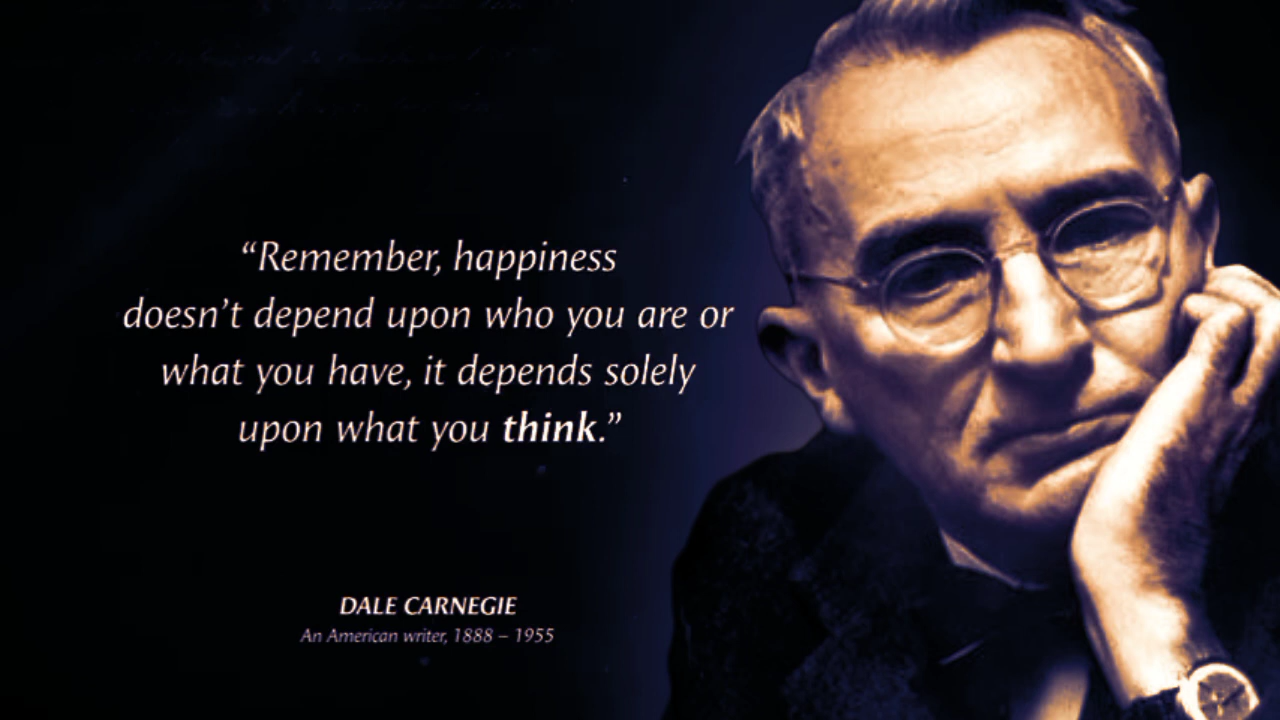 “Remember, happiness
doesn’t depend upon who you are or
what you have, it depends solely
upon what you think.”
DALE CARNEGIE
An American writer, 1888 – 1955